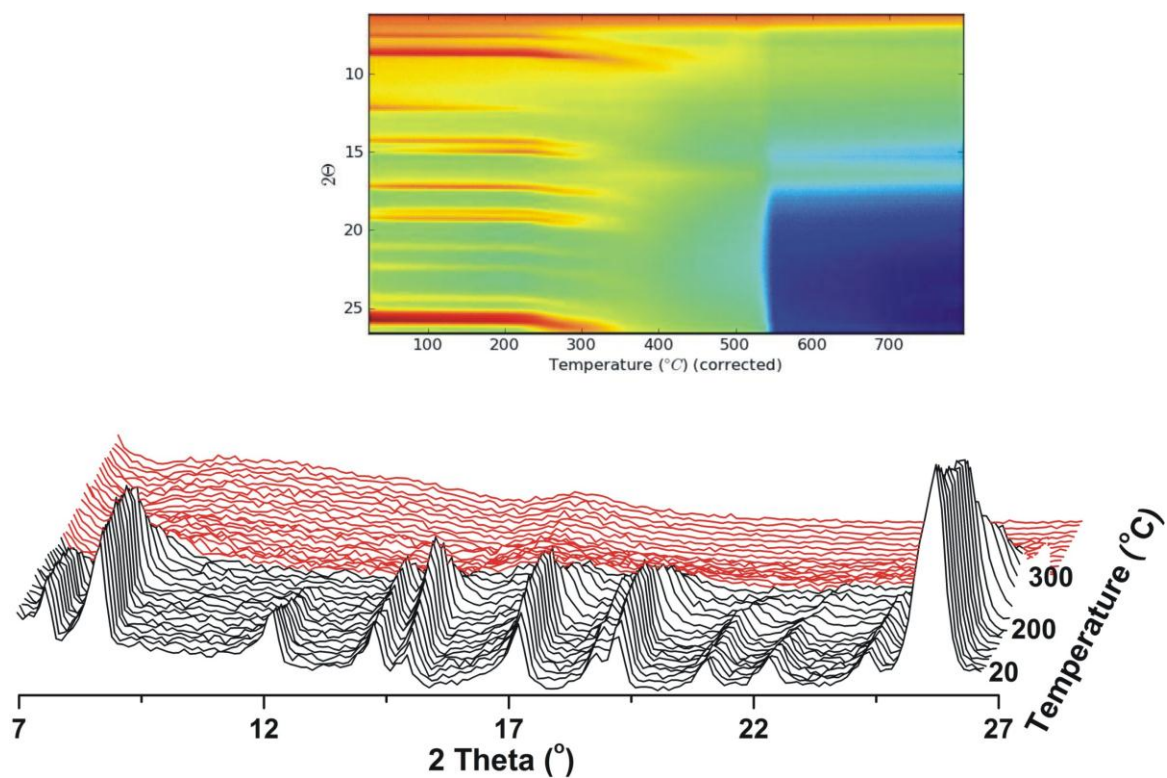 10
15
20
25
2Θ
100 200 300 400 500 600 700
Temperature (°C) (corrected)
300
200
20
Temperature (°C)
7 12 17 22 27
2 Theta (°)